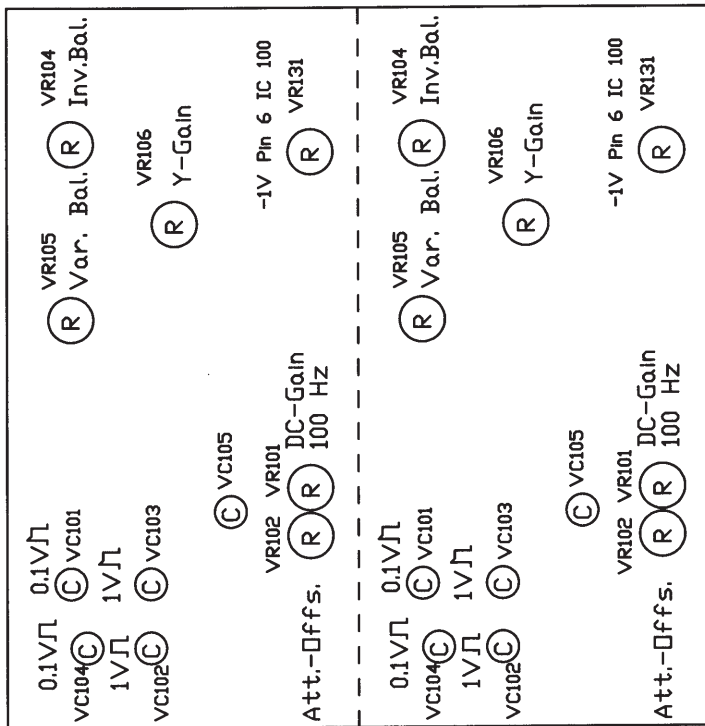 0.1V⊓ 0.1V⊓ VR105 VR104
VC104 C C VC101 R Var. Bal. R Inv.Bal.
1V⊓ 1V⊓ VR106
VC102 C C VC103 R Y-Gain
C VC105
-1V Pin 6 IC 100
VR102 VR101 VR131
R R DC-Gain R
Att.-Offs. 100 Hz
0.1V⊓ 0.1V⊓ VR105 VR104
VC104 C C VC101 R Var. Bal. R Inv.Bal.
1V⊓ 1V⊓ VR106
VC102 C C VC103 R Y-Gain
C VC105
-1V Pin 6 IC 100
VR102 VR101 VR131
R R DC-Gain R
Att.-Offs. 100 Hz